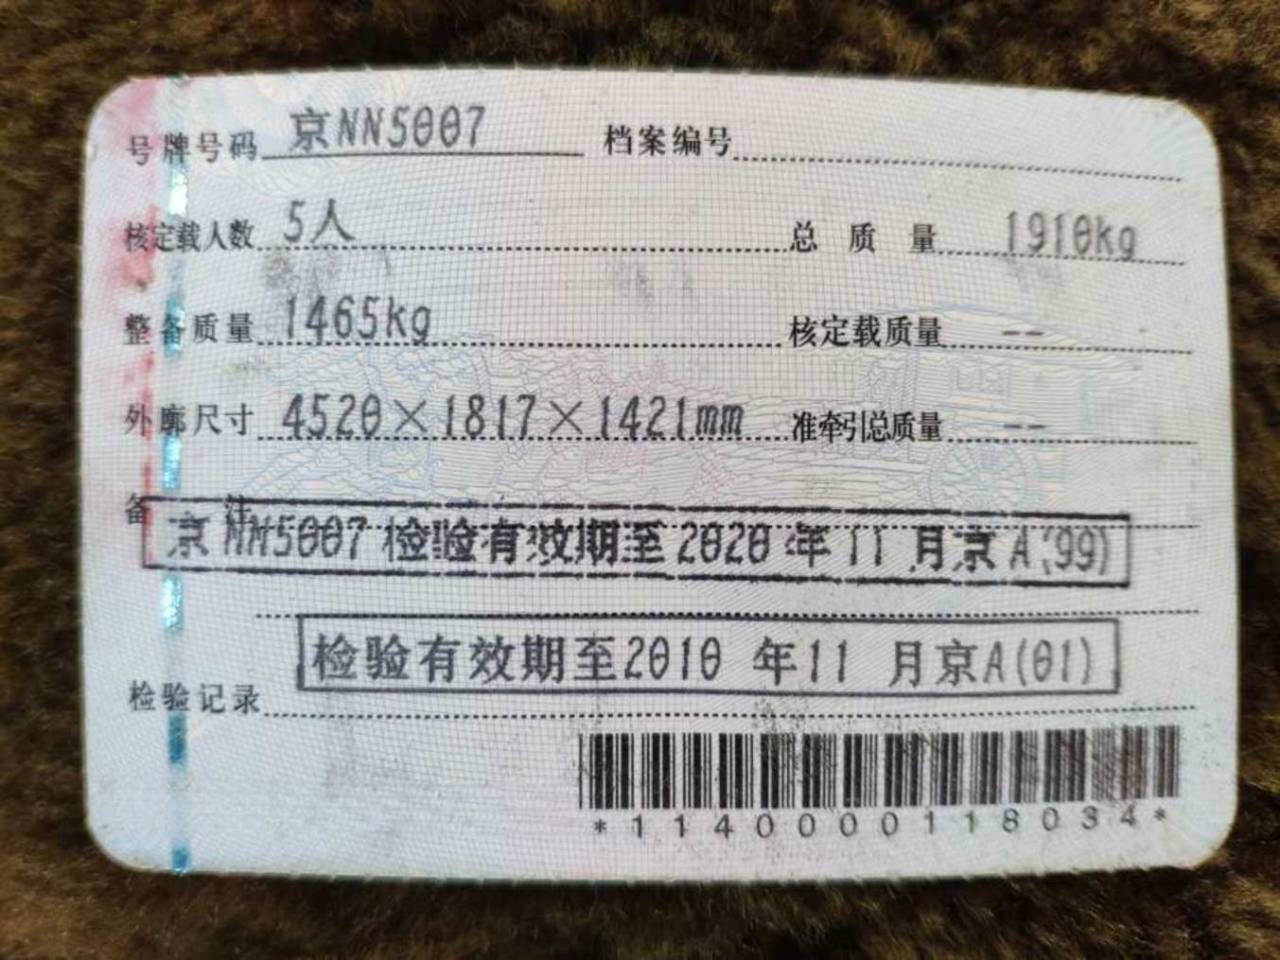 号牌号码 京NN5007 档案编号
核定载人数 5人 总质量 1910kg
整备质量 1465kg 核定载质量 --
外廓尺寸 4520×1817×1421mm 准牵引总质量 --
备注
京NN5007 检验有效期至2020年11月京A(99)
检验有效期至2010年11月京A(01)
检验记录
*1140000118034*